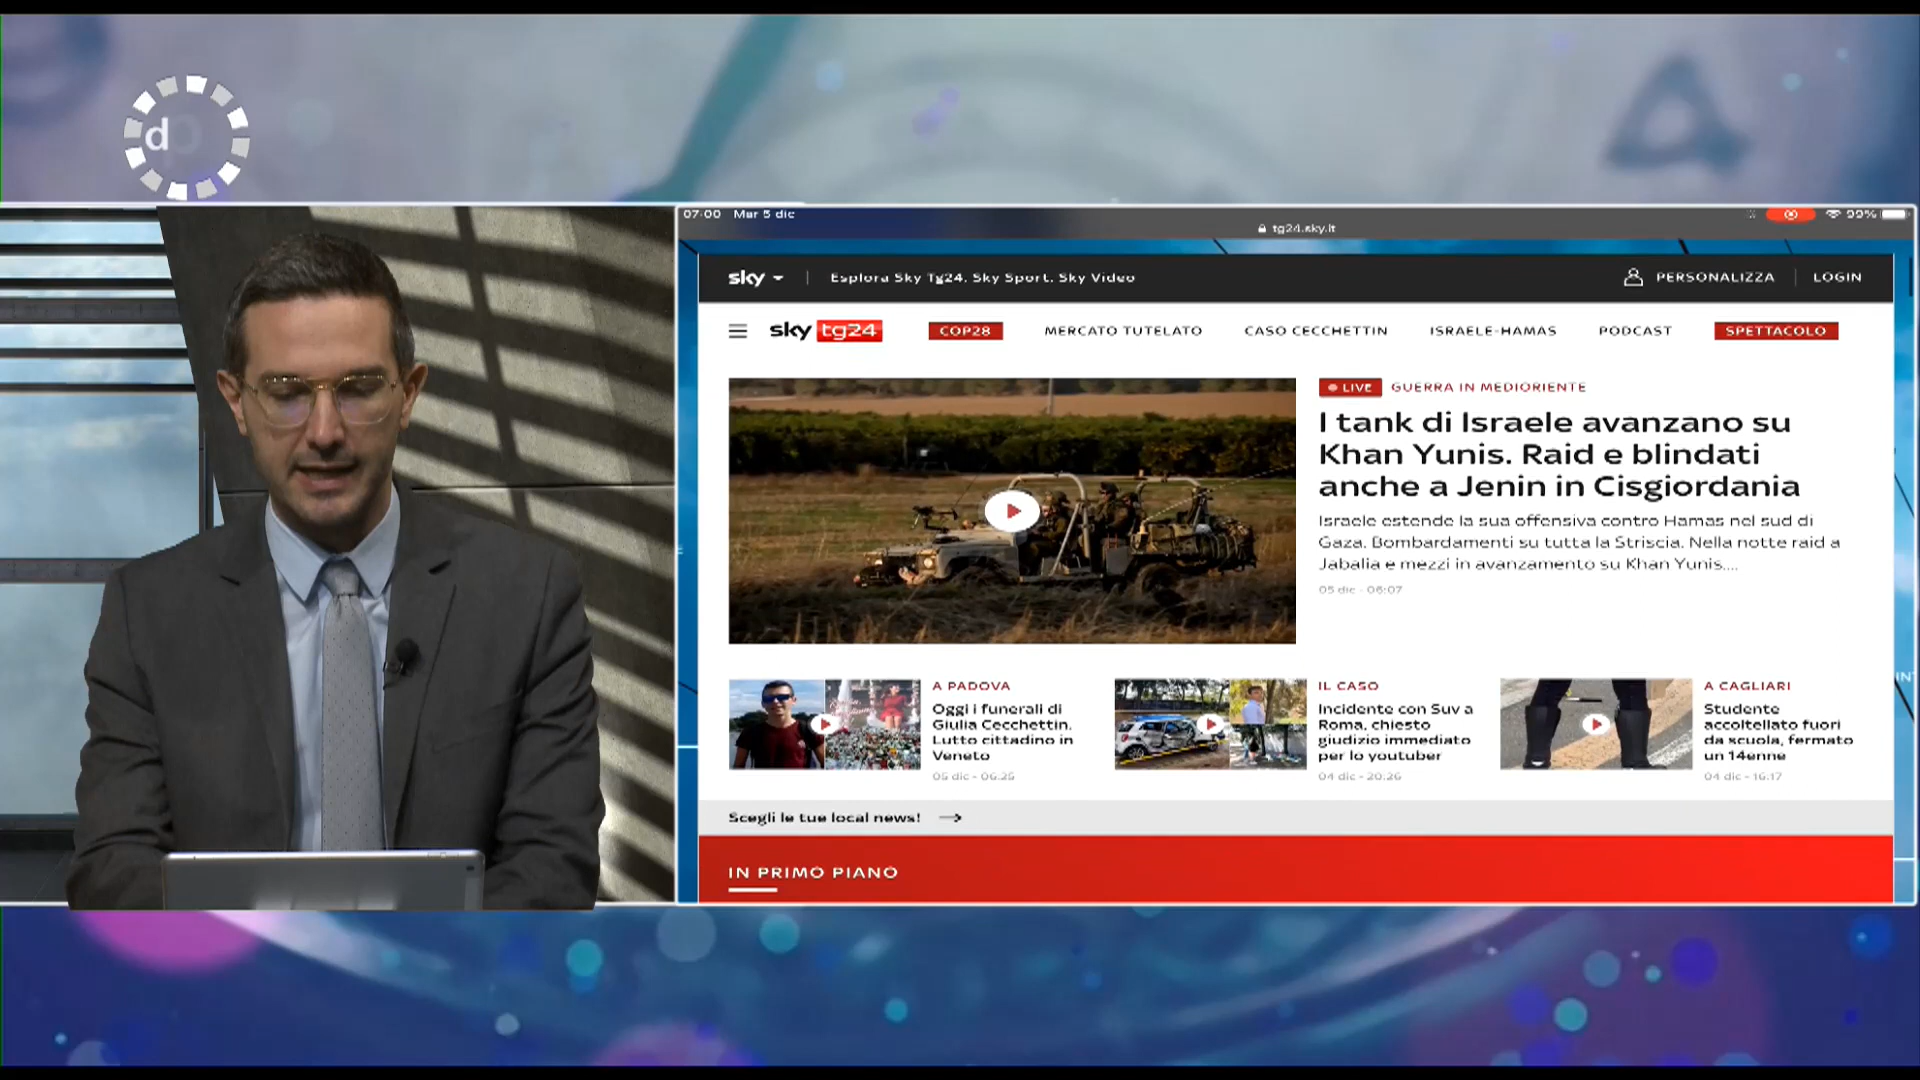 dp
07:00 Mar 5 dic
99%
tg24.sky.it
sky
Esplora Sky Tg24, Sky Sport, Sky Video
PERSONALIZZA
LOGIN
sky tg24
COP28
MERCATO TUTELATO
CASO CECCHETTIN
ISRAELE-HAMAS
PODCAST
SPETTACOLO
LIVE GUERRA IN MEDIORIENTE
I tank di Israele avanzano su
Khan Yunis. Raid e blindati
anche a Jenin in Cisgiordania
Israele estende la sua offensiva contro Hamas nel sud di
Gaza. Bombardamenti su tutta la Striscia. Nella notte raid a
Jabalia e mezzi in avanzamento su Khan Yunis....
05 dic - 06:07
A PADOVA
Oggi i funerali di
Giulia Cecchettin.
Lutto cittadino in
Veneto
05 dic - 06:25
IL CASO
Incidente con Suv a
Roma, chiesto
giudizio immediato
per lo youtuber
04 dic - 20:26
A CAGLIARI
Studente
accoltellato fuori
da scuola, fermato
un 14enne
04 dic - 16:17
Scegli le tue local news!
IN PRIMO PIANO